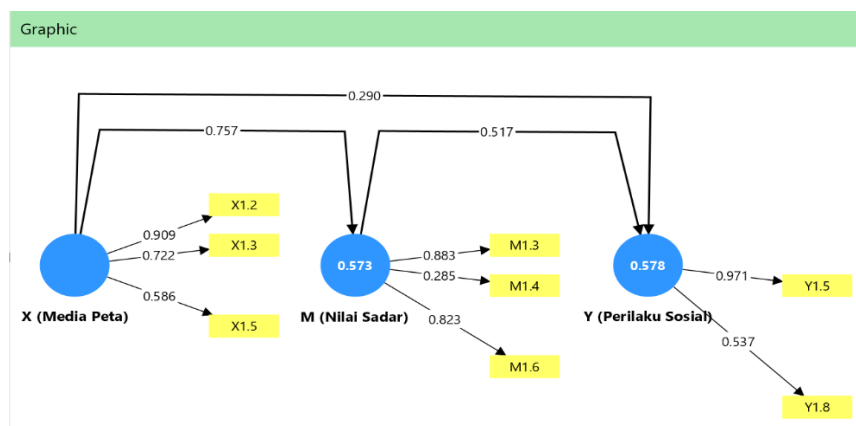 Graphic
0.290
0.757
0.517
X1.2
0.909
X1.3
0.722
0.586
X1.5
X (Media Peta)
0.573
M1.3
0.883
0.285
M1.4
M (Nilai Sadar)
0.823
M1.6
0.578
0.971
Y1.5
Y (Perilaku Sosial)
0.537
Y1.8